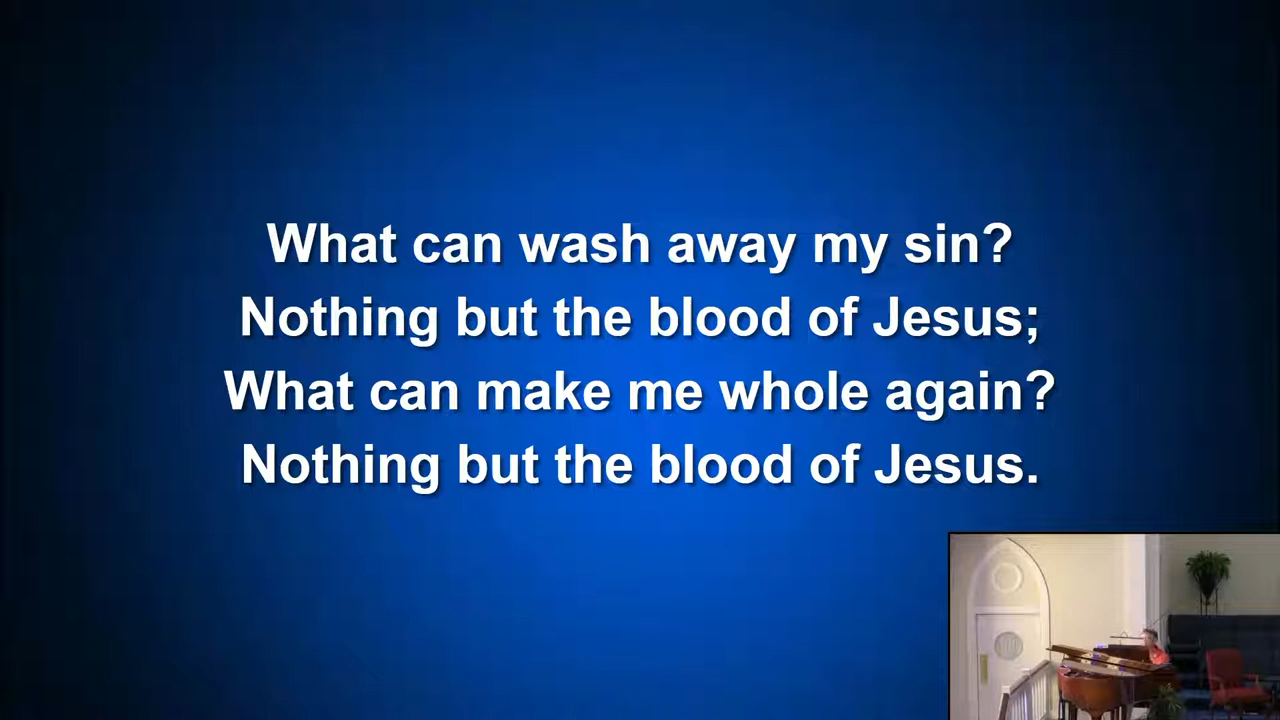 What can wash away my sin?
Nothing but the blood of Jesus;
What can make me whole again?
Nothing but the blood of Jesus.